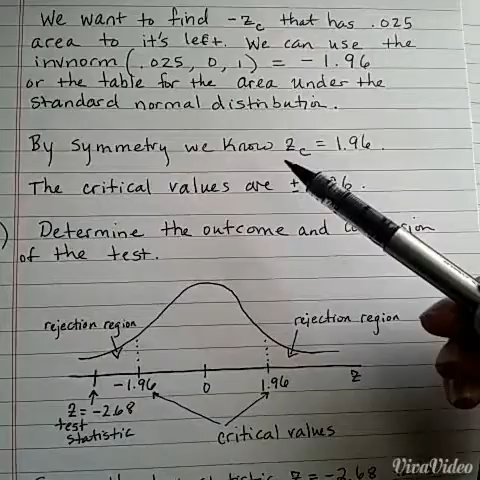 We want to find -zc that has .025
area to it's left. We can use the
invnorm(.025, 0, 1) = -1.96
or the table for the area under the
standard normal distribution.
By symmetry we know zc = 1.96.
The critical values are ±
Determine the outcome and
of the test.
rejection region
rejection region
-1.96
0
1.96
z
z = -2.68
test
statistic
critical values
z = -2.68
VivaVideo